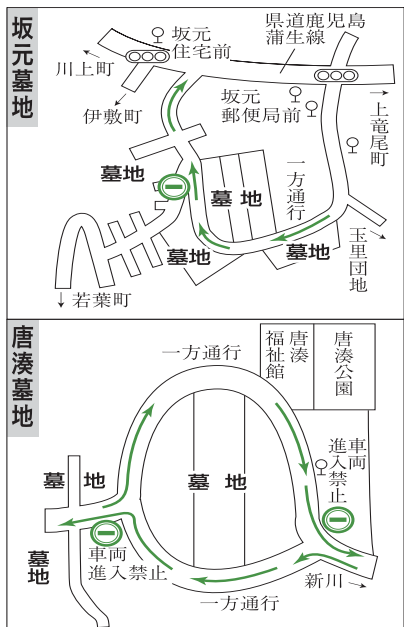 坂元墓地
坂元
住宅前
県道鹿児島
蒲生線
川上町
伊敷町
坂元
郵便局前
上竜尾町
墓地
墓地
一方通行
墓地
墓地
玉里団地
若葉町
唐湊墓地
一方通行
唐湊
福祉館
唐湊公園
墓地
墓地
車両
進入禁止
墓地
車両
進入禁止
新川
一方通行